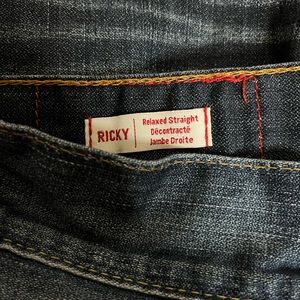 RICKY
Relaxed Straight
Décontracté
Jambe Droite